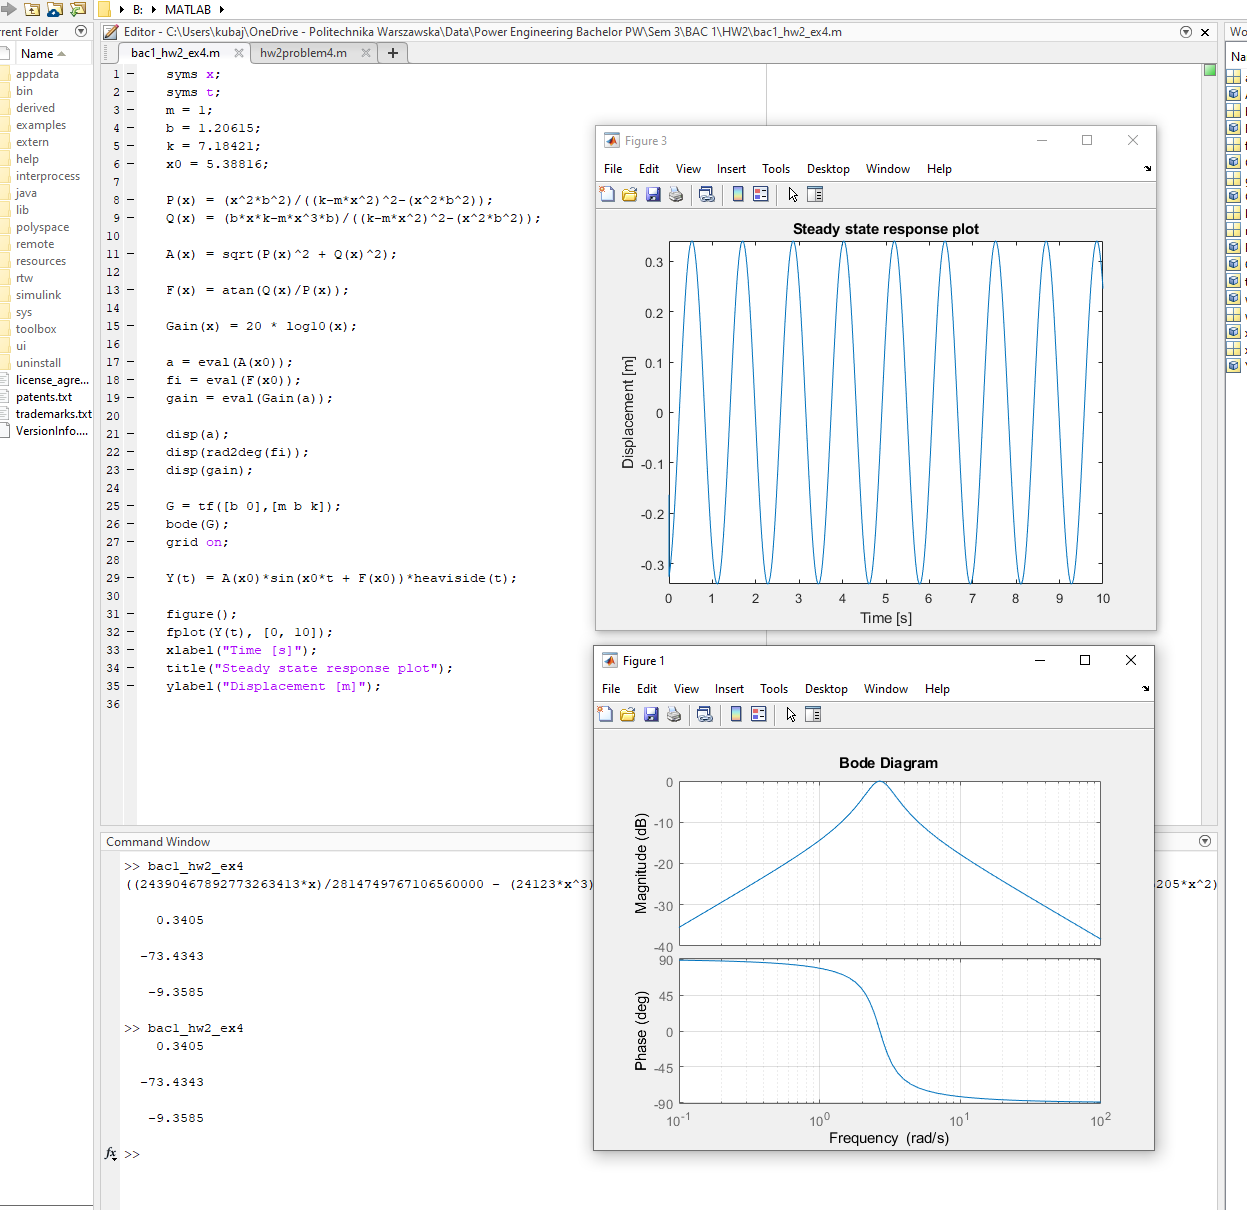 B: MATLAB
rrent Folder
Name
appdata
bin
derived
examples
extern
help
interprocess
java
lib
polyspace
remote
resources
rtw
simulink
sys
toolbox
ui
uninstall
license_agre...
patents.txt
trademarks.txt
VersionInfo....
Editor - C:\Users\kubaj\OneDrive - Politechnika Warszawska\Data\Power Engineering Bachelor PW\Sem 3\BAC 1\HW2\bac1_hw2_ex4.m
bac1_hw2_ex4.m hw2problem4.m +
1 - syms x;
2 - syms t;
3 - m = 1;
4 - b = 1.20615;
5 - k = 7.18421;
6 - x0 = 5.38816;
7
8 - P(x) = (x^2*b^2)/((k-m*x^2)^2-(x^2*b^2));
9 - Q(x) = (b*x*k-m*x^3*b)/((k-m*x^2)^2-(x^2*b^2));
10
11 - A(x) = sqrt(P(x)^2 + Q(x)^2);
12
13 - F(x) = atan(Q(x)/P(x));
14
15 - Gain(x) = 20 * log10(x);
16
17 - a = eval(A(x0));
18 - fi = eval(F(x0));
19 - gain = eval(Gain(a));
20
21 - disp(a);
22 - disp(rad2deg(fi));
23 - disp(gain);
24
25 - G = tf([b 0],[m b k]);
26 - bode(G);
27 - grid on;
28
29 - Y(t) = A(x0)*sin(x0*t + F(x0))*heaviside(t);
30
31 - figure();
32 - fplot(Y(t), [0, 10]);
33 - xlabel("Time [s]");
34 - title("Steady state response plot");
35 - ylabel("Displacement [m]");
36
Command Window
>> bac1_hw2_ex4
((24390467892773263413*x)/2814749767106560000 - (24123*x^3) 205*x^2)
0.3405
-73.4343
-9.3585
>> bac1_hw2_ex4
0.3405
-73.4343
-9.3585
fx >>
Figure 3
File Edit View Insert Tools Desktop Window Help
Steady state response plot
0.3
0.2
0.1
0
-0.1
-0.2
-0.3
Displacement [m]
0 1 2 3 4 5 6 7 8 9 10
Time [s]
Figure 1
File Edit View Insert Tools Desktop Window Help
Bode Diagram
0
-10
-20
-30
-40
Magnitude (dB)
90
45
0
-45
-90
Phase (deg)
10^-1 10^0 10^1 10^2
Frequency (rad/s)
Wo
Na